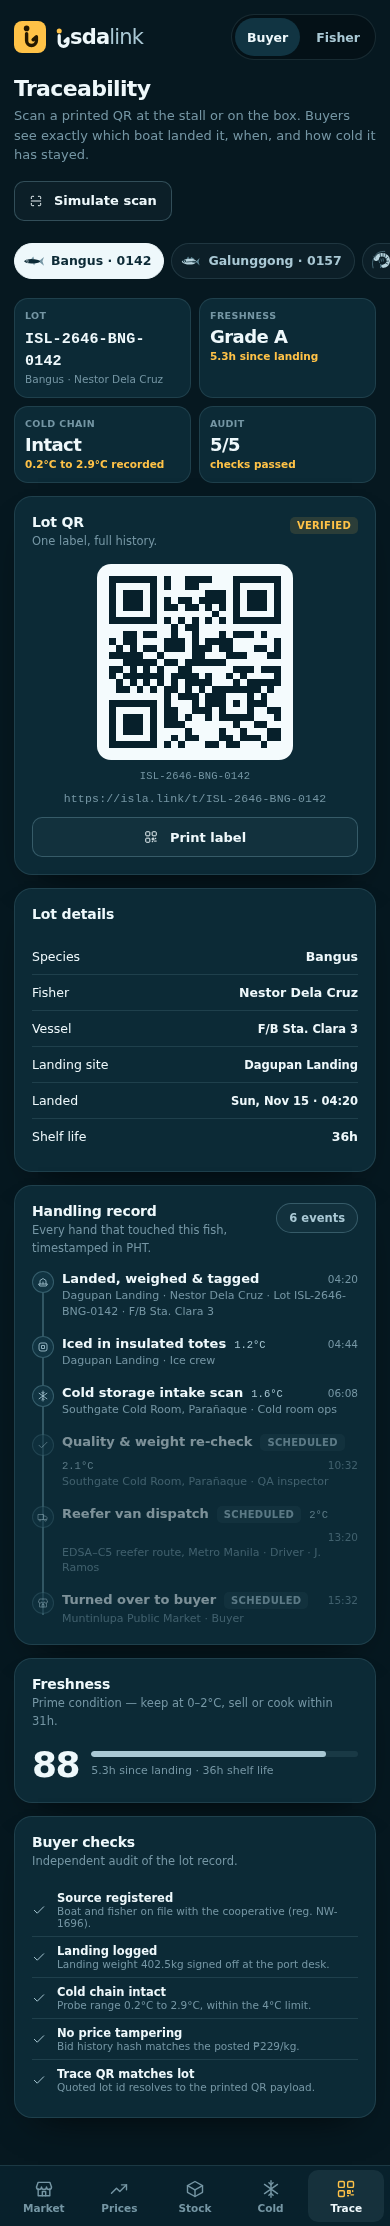 isdalink
Buyer
Fisher
Traceability
Scan a printed QR at the stall or on the box. Buyers
see exactly which boat landed it, when, and how cold it
has stayed.
Simulate scan
Bangus · 0142
Galunggong · 0157
LOT
ISL-2646-BNG-
0142
Bangus · Nestor Dela Cruz
FRESHNESS
Grade A
5.3h since landing
COLD CHAIN
Intact
0.2°C to 2.9°C recorded
AUDIT
5/5
checks passed
Lot QR
One label, full history.
VERIFIED
ISL-2646-BNG-0142
https://isla.link/t/ISL-2646-BNG-0142
Print label
Lot details
Species Bangus
Fisher Nestor Dela Cruz
Vessel F/B Sta. Clara 3
Landing site Dagupan Landing
Landed Sun, Nov 15 · 04:20
Shelf life 36h
Handling record
Every hand that touched this fish,
timestamped in PHT.
6 events
Landed, weighed & tagged 04:20
Dagupan Landing · Nestor Dela Cruz · Lot ISL-2646-
BNG-0142 · F/B Sta. Clara 3
Iced in insulated totes 1.2°C 04:44
Dagupan Landing · Ice crew
Cold storage intake scan 1.6°C 06:08
Southgate Cold Room, Parañaque · Cold room ops
Quality & weight re-check SCHEDULED
2.1°C 10:32
Southgate Cold Room, Parañaque · QA inspector
Reefer van dispatch SCHEDULED 2°C
13:20
EDSA–C5 reefer route, Metro Manila · Driver · J.
Ramos
Turned over to buyer SCHEDULED 15:32
Muntinlupa Public Market · Buyer
Freshness
Prime condition — keep at 0–2°C, sell or cook within
31h.
88
5.3h since landing · 36h shelf life
Buyer checks
Independent audit of the lot record.
Source registered
Boat and fisher on file with the cooperative (reg. NW-
1696).
Landing logged
Landing weight 402.5kg signed off at the port desk.
Cold chain intact
Probe range 0.2°C to 2.9°C, within the 4°C limit.
No price tampering
Bid history hash matches the posted ₱229/kg.
Trace QR matches lot
Quoted lot id resolves to the printed QR payload.
Market
Prices
Stock
Cold
Trace